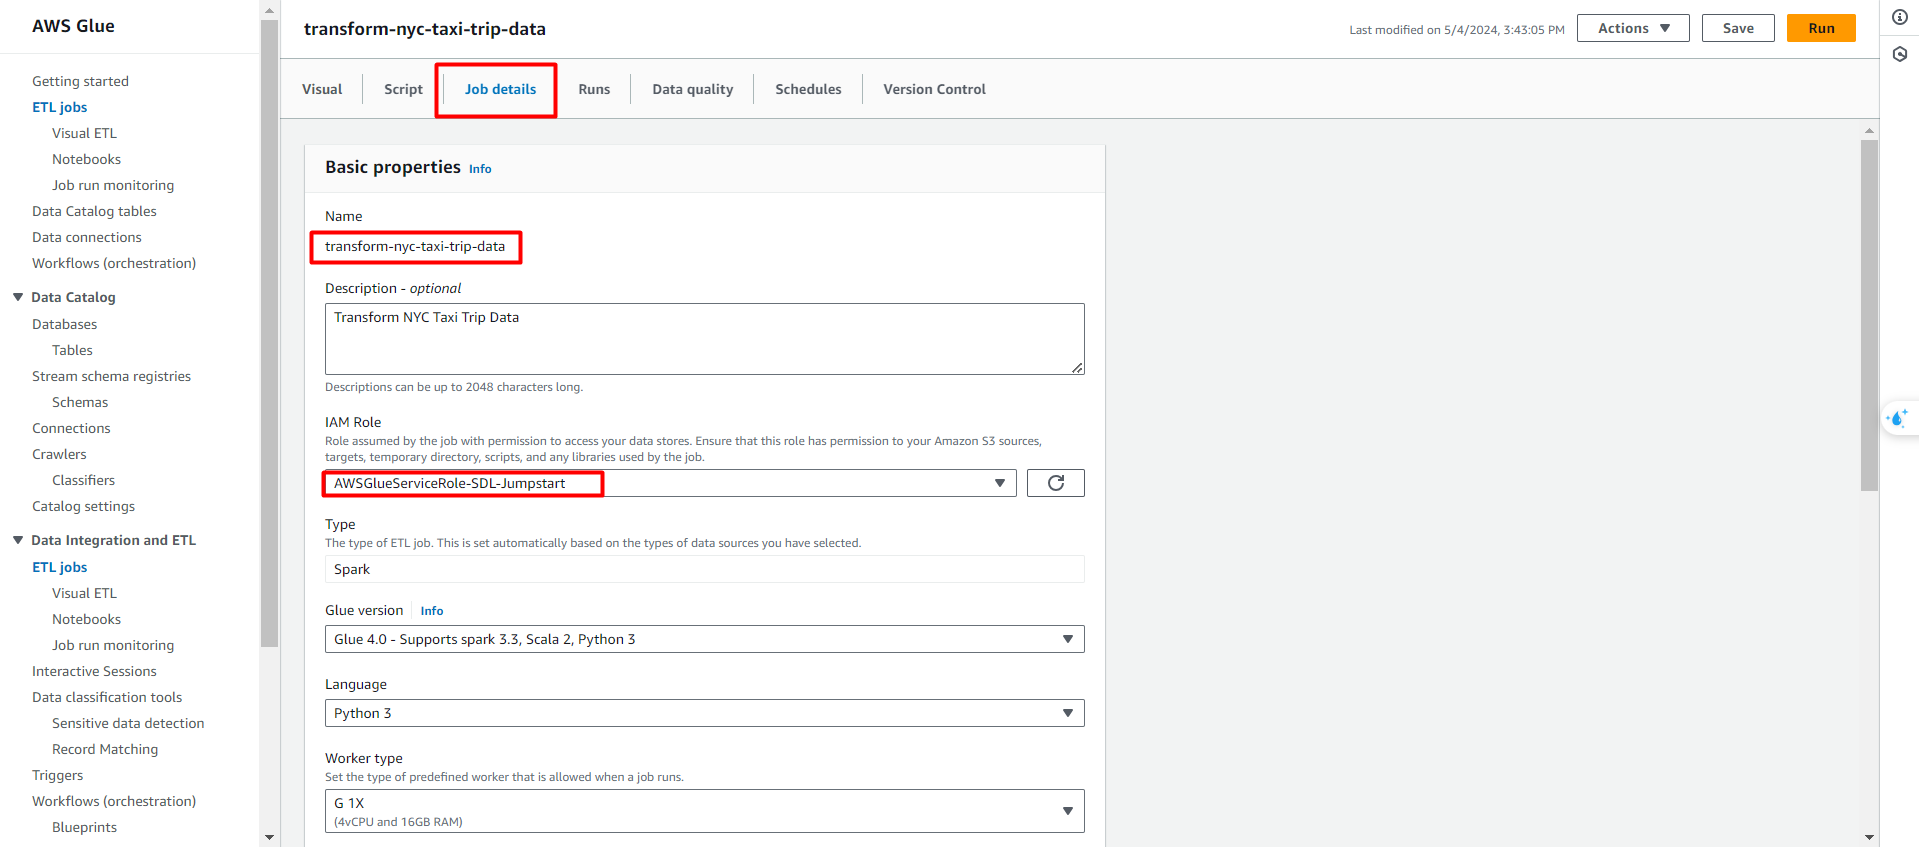 AWS Glue
Getting started
ETL jobs
Visual ETL
Notebooks
Job run monitoring
Data Catalog tables
Data connections
Workflows (orchestration)
Data Catalog
Databases
Tables
Stream schema registries
Schemas
Connections
Crawlers
Classifiers
Catalog settings
Data Integration and ETL
ETL jobs
Visual ETL
Notebooks
Job run monitoring
Interactive Sessions
Data classification tools
Sensitive data detection
Record Matching
Triggers
Workflows (orchestration)
Blueprints
transform-nyc-taxi-trip-data
Last modified on 5/4/2024, 3:43:05 PM
Actions
Save
Run
Visual
Script
Job details
Runs
Data quality
Schedules
Version Control
Basic properties Info
Name
transform-nyc-taxi-trip-data
Description - optional
Transform NYC Taxi Trip Data
Descriptions can be up to 2048 characters long.
IAM Role
Role assumed by the job with permission to access your data stores. Ensure that this role has permission to your Amazon S3 sources,
targets, temporary directory, scripts, and any libraries used by the job.
AWSGlueServiceRole-SDL-Jumpstart
Type
The type of ETL job. This is set automatically based on the types of data sources you have selected.
Spark
Glue version Info
Glue 4.0 - Supports spark 3.3, Scala 2, Python 3
Language
Python 3
Worker type
Set the type of predefined worker that is allowed when a job runs.
G 1X
(4vCPU and 16GB RAM)